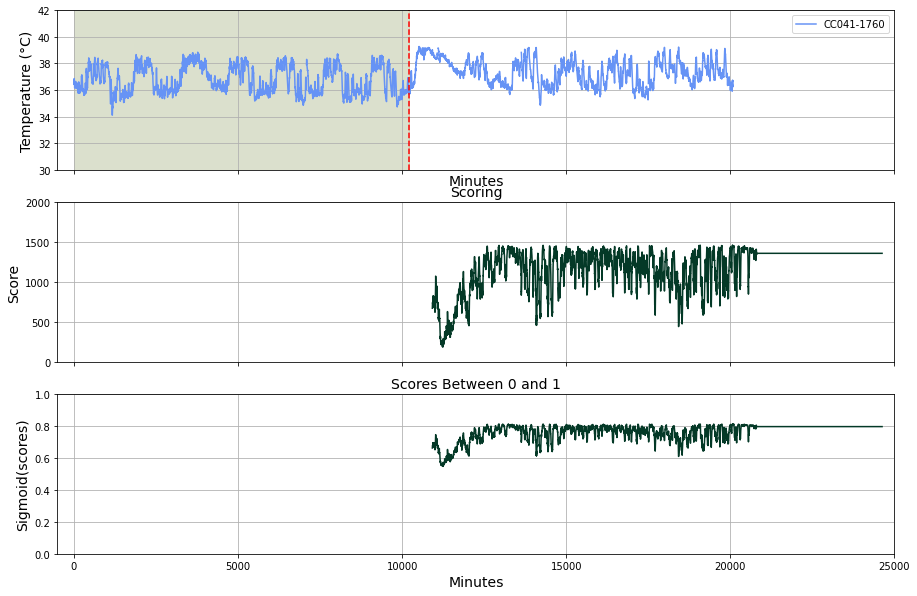 42
40
38
36
34
32
30
Temperature (°C)
CC041-1760
Minutes
Scoring
2000
1500
1000
500
0
Score
Scores Between 0 and 1
1.0
0.8
0.6
0.4
0.2
0.0
Sigmoid(scores)
0 5000 10000 15000 20000 25000
Minutes